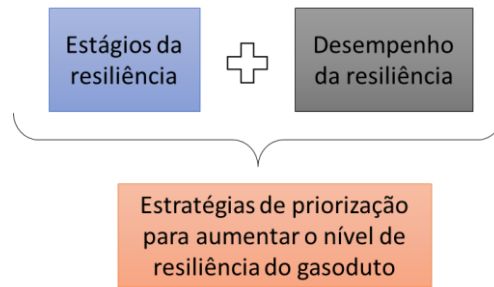 Estágios da
resiliência
Desempenho
da resiliência
Estratégias de priorização
para aumentar o nível de
resiliência do gasoduto